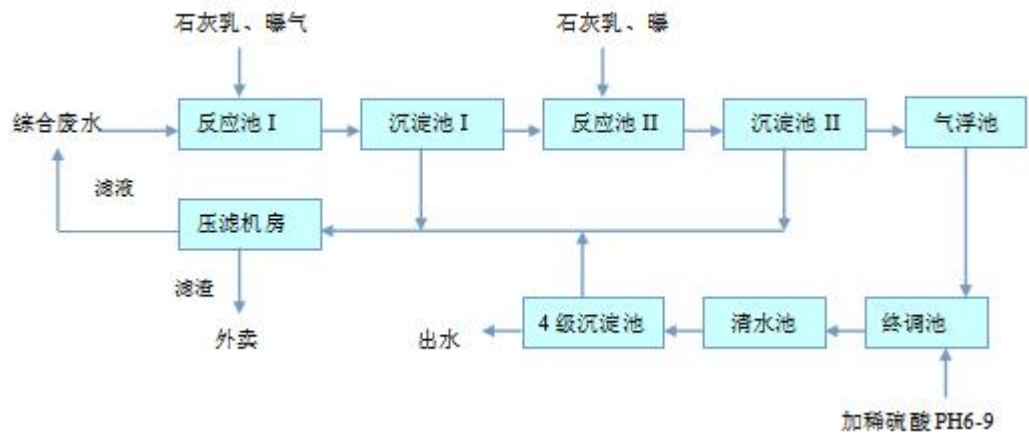 石灰乳、曝气
石灰乳、曝
综合废水
反应池 I
沉淀池 I
反应池 II
沉淀池 II
气浮池
滤液
压滤机房
滤渣
外卖
出水
4 级沉淀池
清水池
终调池
加稀硫酸 PH6-9